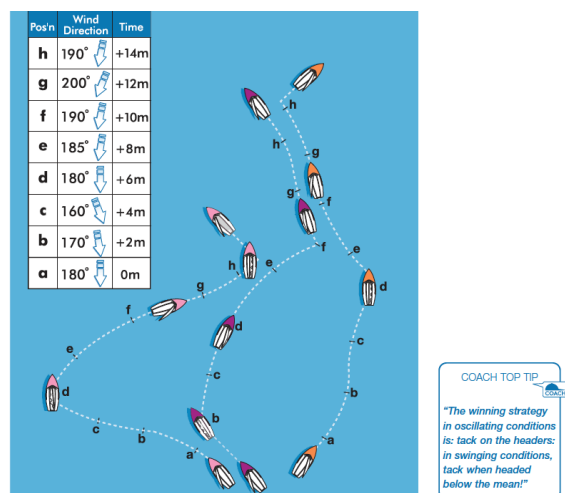 Pos'n Wind Direction Time
h 190° +14m
g 200° +12m
f 190° +10m
e 185° +8m
d 180° +6m
c 160° +4m
b 170° +2m
a 180° 0m
h
h
g
g
f
f
e
e
d
d
c
c
b
b
a
h
g
f
e
d
c
b
a
COACH TOP TIP
COACH
"The winning strategy
in oscillating conditions
is: tack on the headers:
in swinging conditions,
tack when headed
below the mean!"